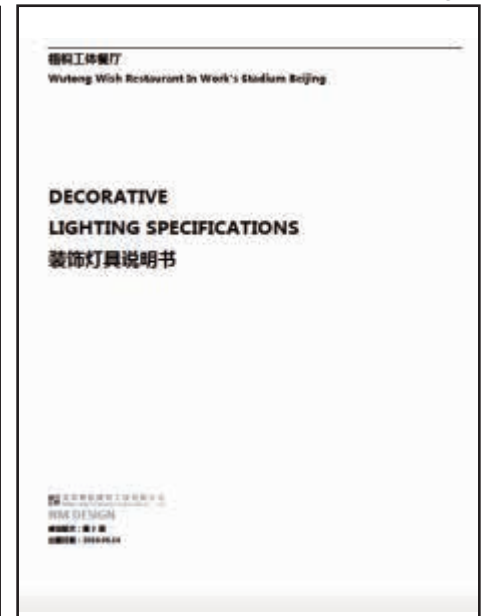 梧桐工体餐厅
Wuteng Wish Restaurant In Work's Stadium Beijing
DECORATIVE
LIGHTING SPECIFICATIONS
装饰灯具说明书
DESIGN